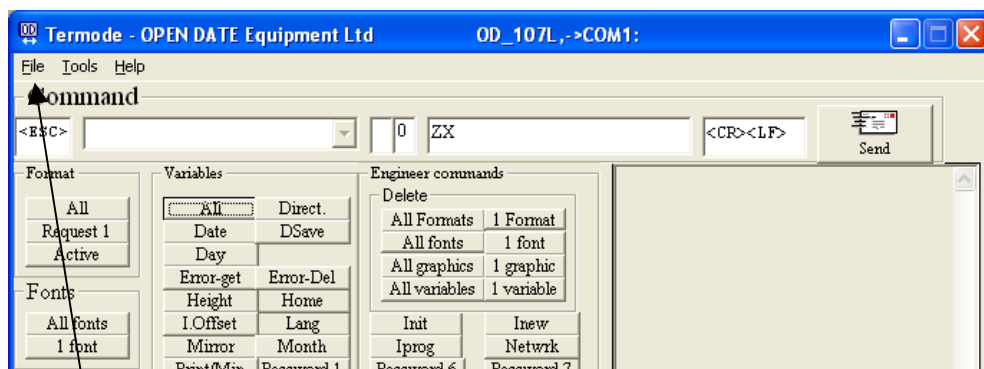 Termode - OPEN DATE Equipment Ltd OD_107L,->COM1:
File Tools Help
Command
<ESC> 0 ZX <CR><LF> Send
Format
All
Request 1
Active
Fonts
All fonts
1 font
Variables
All Direct.
Date DSave
Day
Error-get Error-Del
Height Home
I.Offset Lang
Mirror Month
Print/Min Password 1
Engineer commands
Delete
All Formats 1 Format
All fonts 1 font
All graphics 1 graphic
All variables 1 variable
Init Inew
Iprog Netwrk
Password 6 Password 7